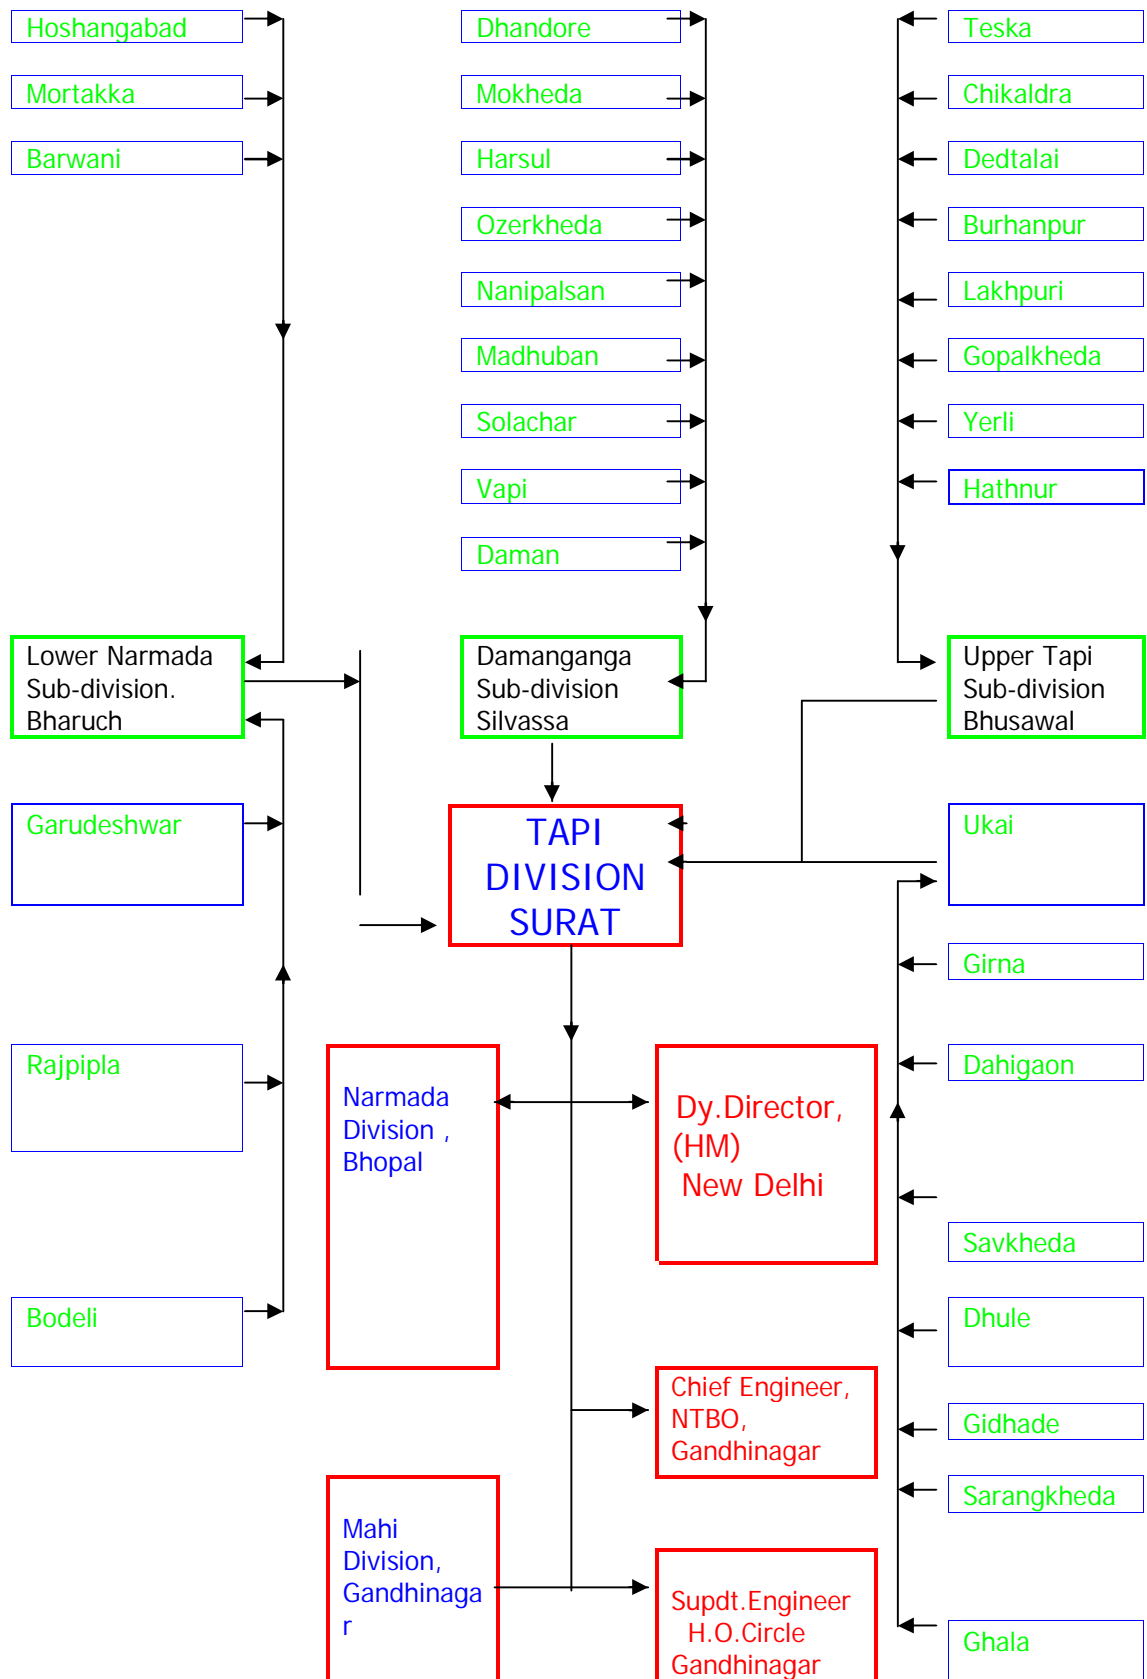 Hoshangabad
Mortakka
Barwani
Dhandore
Mokheda
Harsul
Ozerkheda
Nanipalsan
Madhuban
Solachar
Vapi
Daman
Teska
Chikaldra
Dedtalai
Burhanpur
Lakhpuri
Gopalkheda
Yerli
Hathnur
Lower Narmada
Sub-division.
Bharuch
Damanganga
Sub-division
Silvassa
Upper Tapi
Sub-division
Bhusawal
Garudeshwar
Rajpipla
Bodeli
TAPI
DIVISION
SURAT
Ukai
Girna
Dahigaon
Savkheda
Dhule
Gidhade
Sarangkheda
Ghala
Narmada
Division ,
Bhopal
Dy.Director,
(HM)
New Delhi
Chief Engineer,
NTBO,
Gandhinagar
Mahi
Division,
Gandhinaga
r
Supdt.Engineer
H.O.Circle
Gandhinagar